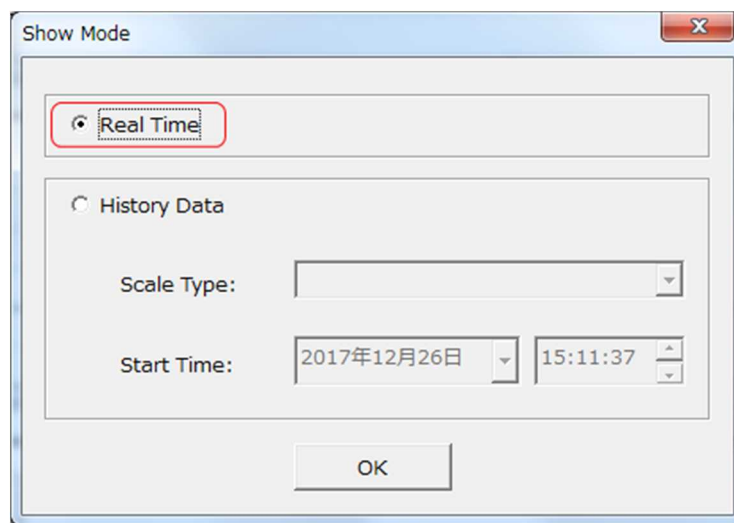 Show Mode
Real Time
History Data
Scale Type:
Start Time: 2017年12月26日 15:11:37
OK